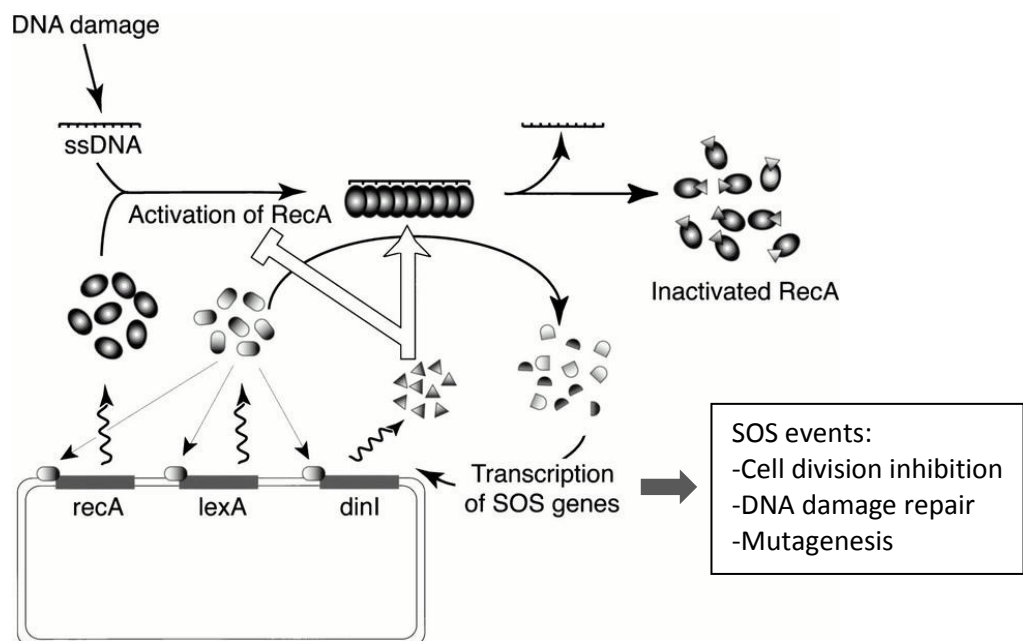 DNA damage
ssDNA
Activation of RecA
Inactivated RecA
recA
lexA
dinI
Transcription
of SOS genes
SOS events:
-Cell division inhibition
-DNA damage repair
-Mutagenesis